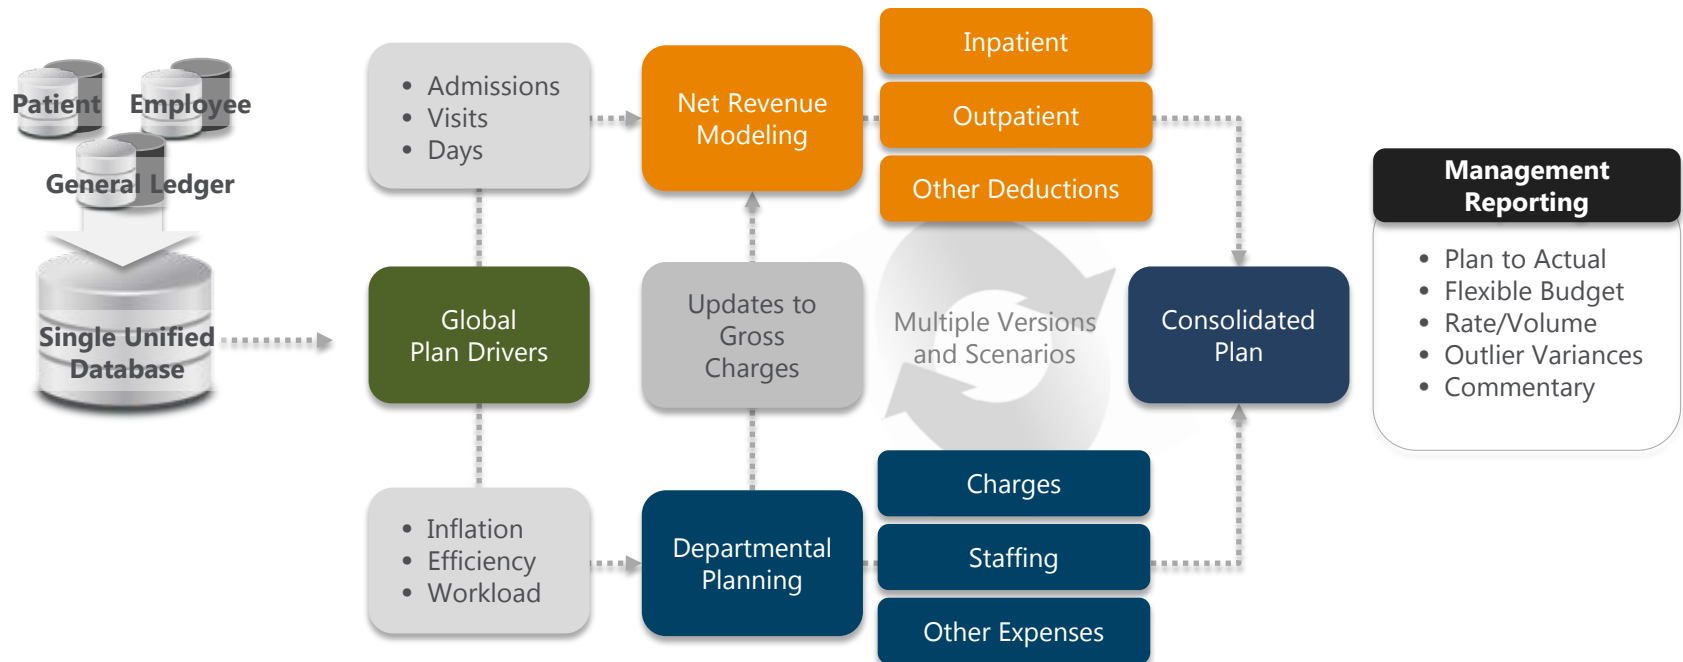 Patient
Employee
General Ledger
Single Unified
Database
• Admissions
• Visits
• Days
Global
Plan Drivers
• Inflation
• Efficiency
• Workload
Net Revenue
Modeling
Updates to
Gross
Charges
Departmental
Planning
Inpatient
Outpatient
Other Deductions
Multiple Versions
and Scenarios
Charges
Staffing
Other Expenses
Consolidated
Plan
Management
Reporting
• Plan to Actual
• Flexible Budget
• Rate/Volume
• Outlier Variances
• Commentary